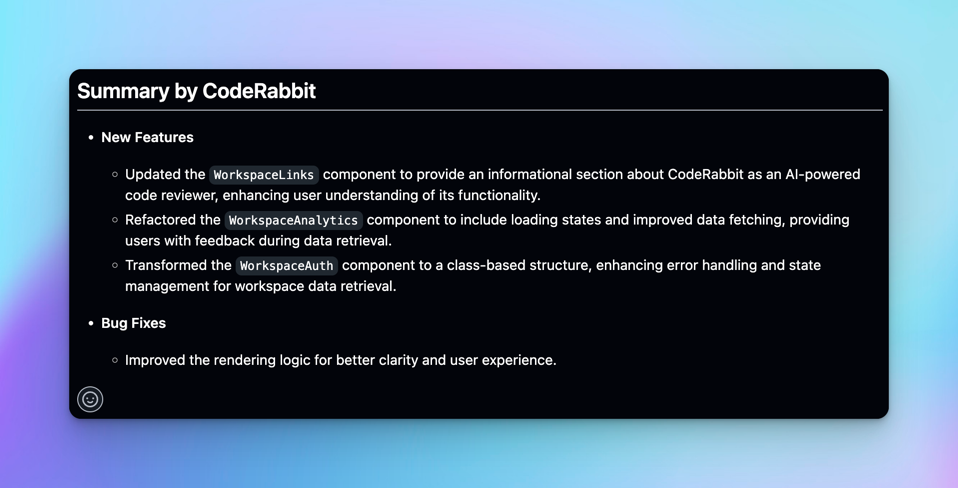 Summary by CodeRabbit
• New Features
◦ Updated the WorkspaceLinks component to provide an informational section about CodeRabbit as an AI-powered
code reviewer, enhancing user understanding of its functionality.
◦ Refactored the WorkspaceAnalytics component to include loading states and improved data fetching, providing
users with feedback during data retrieval.
◦ Transformed the WorkspaceAuth component to a class-based structure, enhancing error handling and state
management for workspace data retrieval.
• Bug Fixes
◦ Improved the rendering logic for better clarity and user experience.